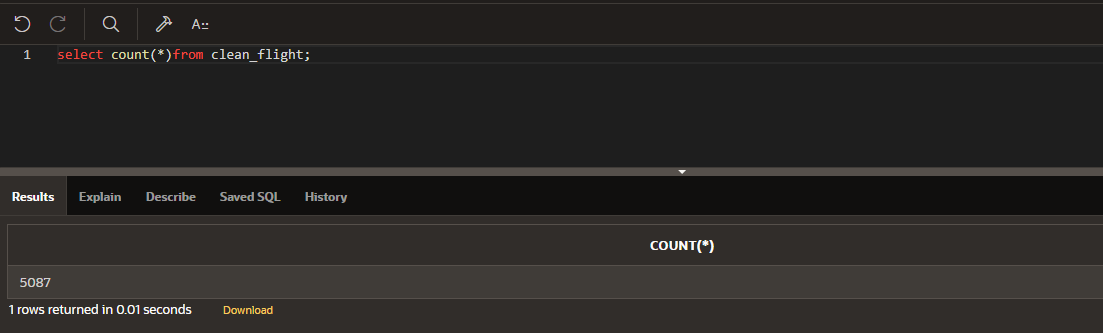 A::
1 select count(*)from clean_flight;
Results Explain Describe Saved SQL History
COUNT(*)
5087
1 rows returned in 0.01 seconds Download